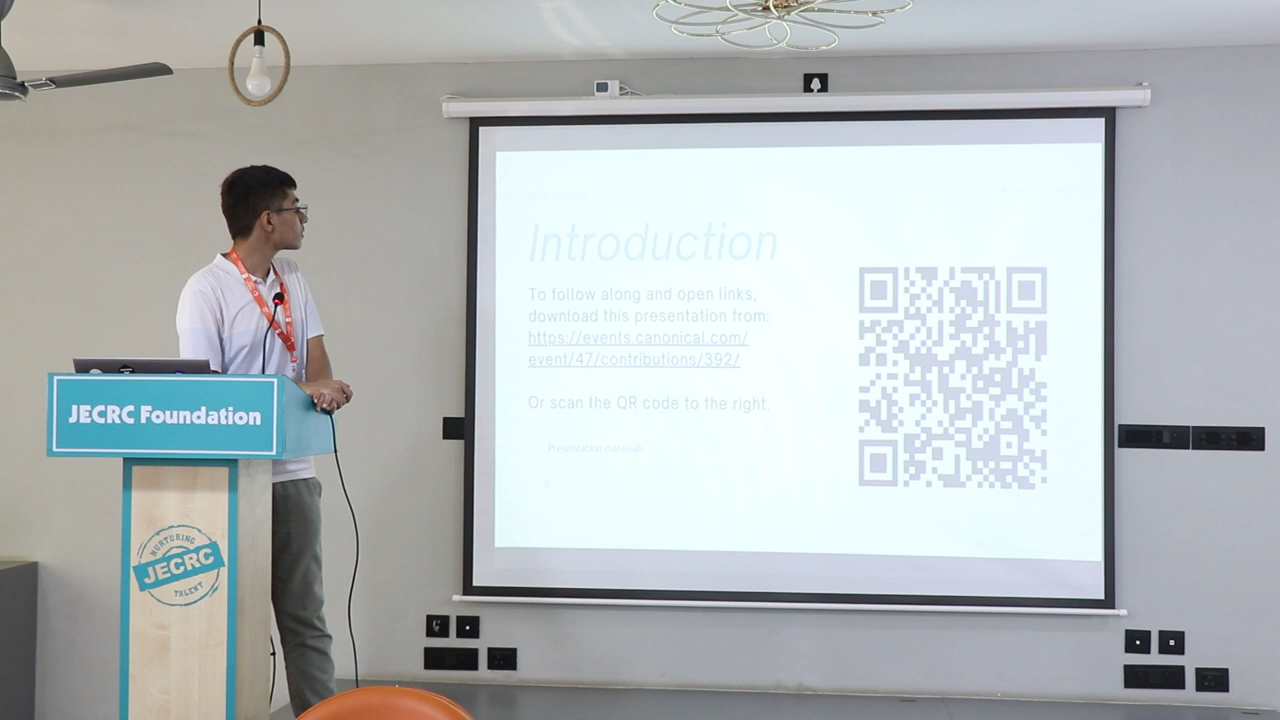 Introduction
To follow along and open links,
download this presentation from:
https://events.canonical.com/
event/47/contributions/392/
Or scan the QR code to the right.
Presentation materials
JECRC Foundation
NURTURING
JECRC
TALENT